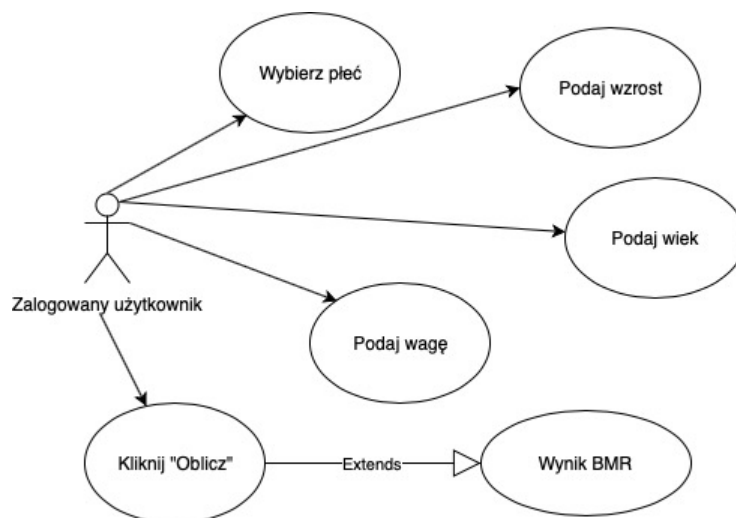 Wybierz płeć
Podaj wzrost
Podaj wiek
Zalogowany użytkownik
Podaj wagę
Kliknij "Oblicz"
Extends
Wynik BMR